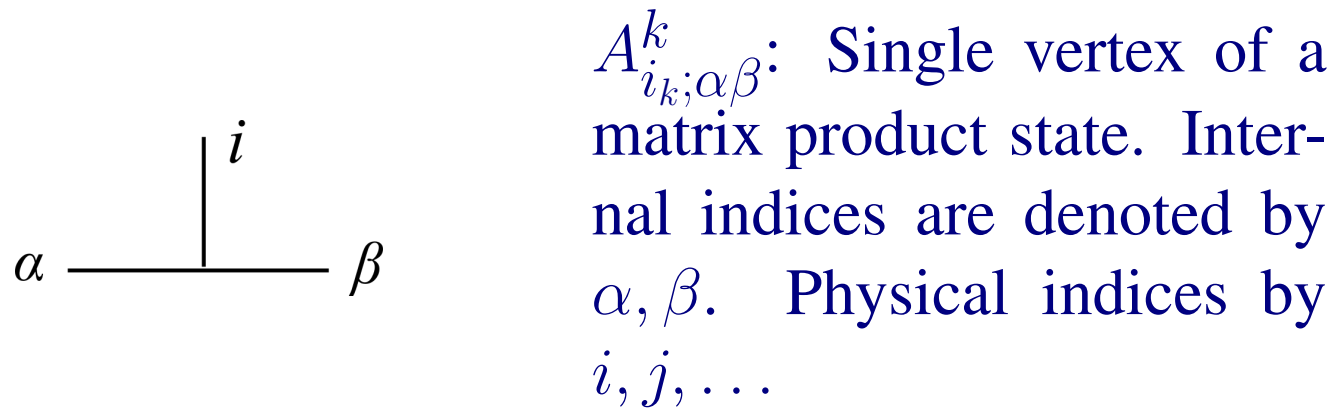 i
α β
A^k_{i_k;αβ}: Single vertex of a
matrix product state. Inter-
nal indices are denoted by
α, β. Physical indices by
i, j, . . .